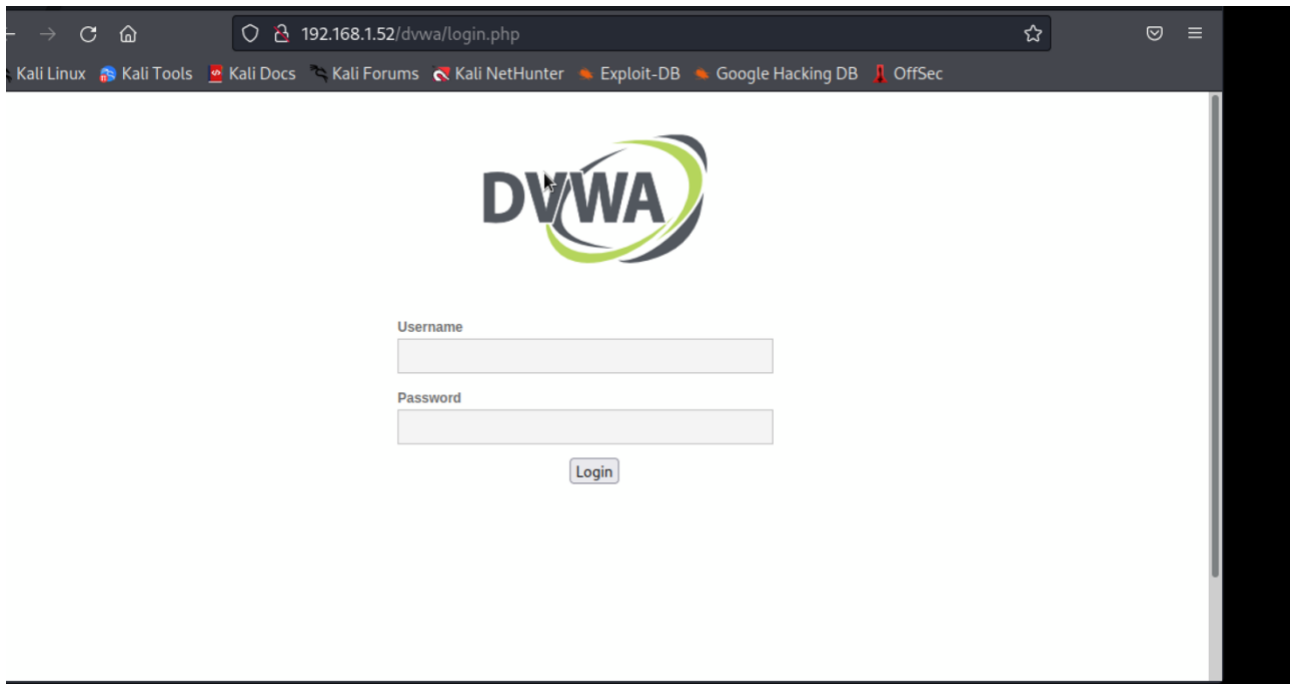 192.168.1.52/dvwa/login.php
Kali Linux Kali Tools Kali Docs Kali Forums Kali NetHunter Exploit-DB Google Hacking DB OffSec
DVWA
Username
Password
Login